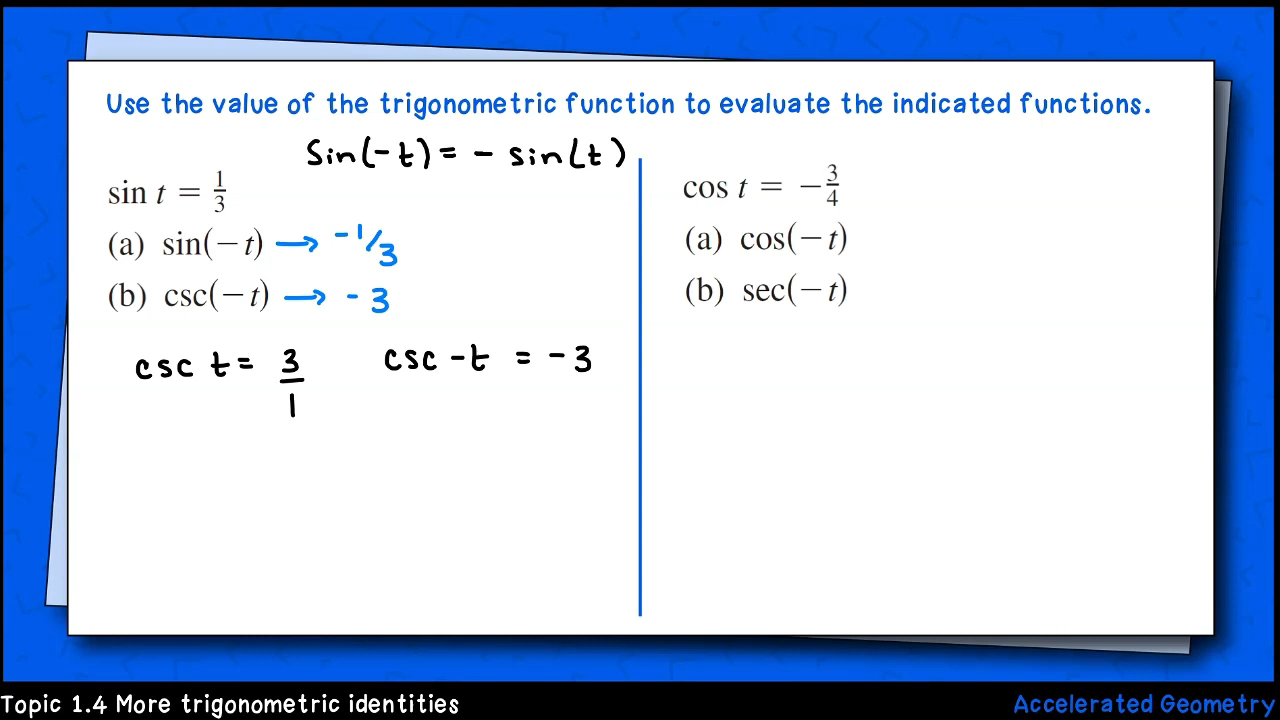 Use the value of the trigonometric function to evaluate the indicated functions.
Sin(-t) = - sin(t)
sin t = 1/3
(a) sin(−t) → -1/3
(b) csc(−t) → -3
csc t = 3/1 csc -t = -3
cos t = −3/4
(a) cos(−t)
(b) sec(−t)
Topic 1.4 More trigonometric identities
Accelerated Geometry